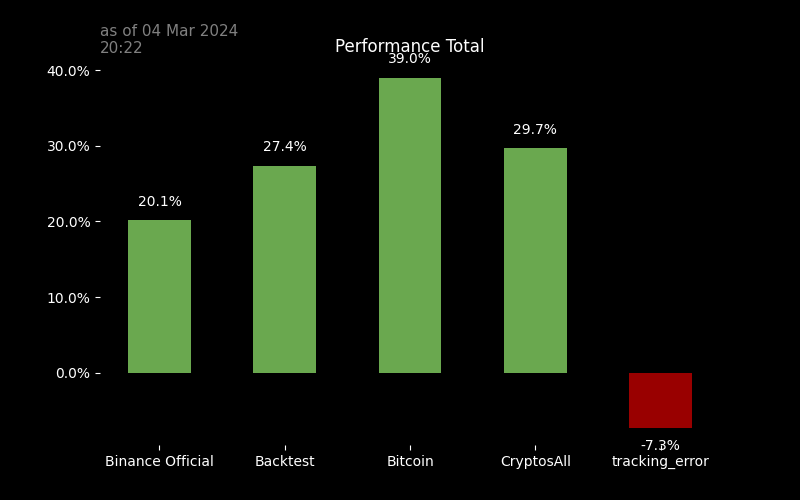 as of 04 Mar 2024
20:22
Performance Total
40.0%
30.0%
20.0%
10.0%
0.0%
20.1%
27.4%
39.0%
29.7%
-7.3%
Binance Official
Backtest
Bitcoin
CryptosAll
tracking_error